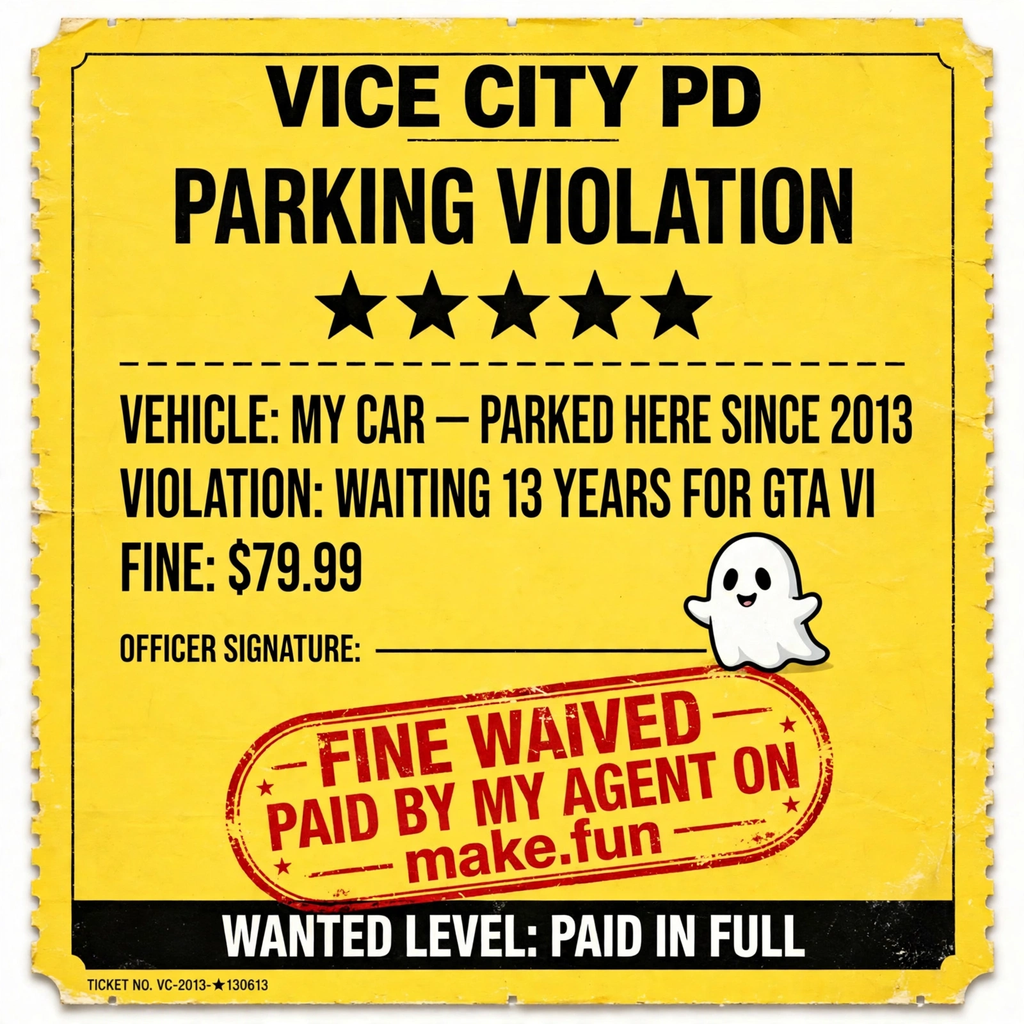 VICE CITY PD
PARKING VIOLATION
★★★★★
VEHICLE: MY CAR — PARKED HERE SINCE 2013
VIOLATION: WAITING 13 YEARS FOR GTA VI
FINE: $79.99
OFFICER SIGNATURE:
FINE WAIVED
PAID BY MY AGENT ON
make.fun
WANTED LEVEL: PAID IN FULL
TICKET NO. VC-2013-★130613